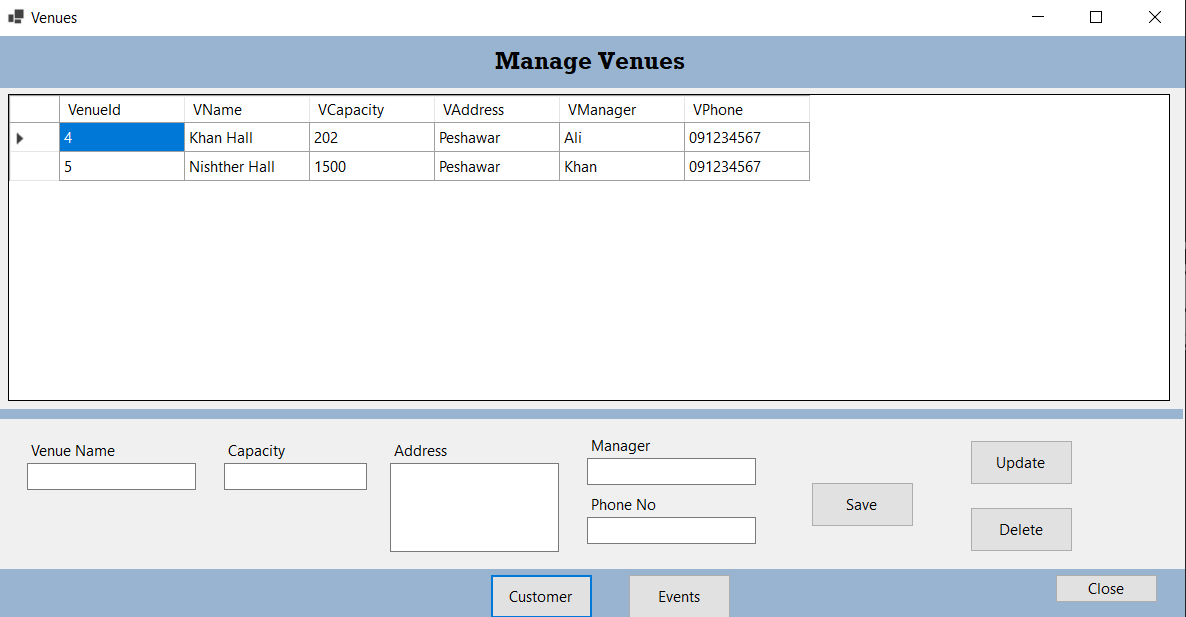 Venues
Manage Venues
VenueId VName VCapacity VAddress VManager VPhone
4 Khan Hall 202 Peshawar Ali 091234567
5 Nishther Hall 1500 Peshawar Khan 091234567
Venue Name Capacity Address Manager
Phone No
Save
Update
Delete
Customer Events Close